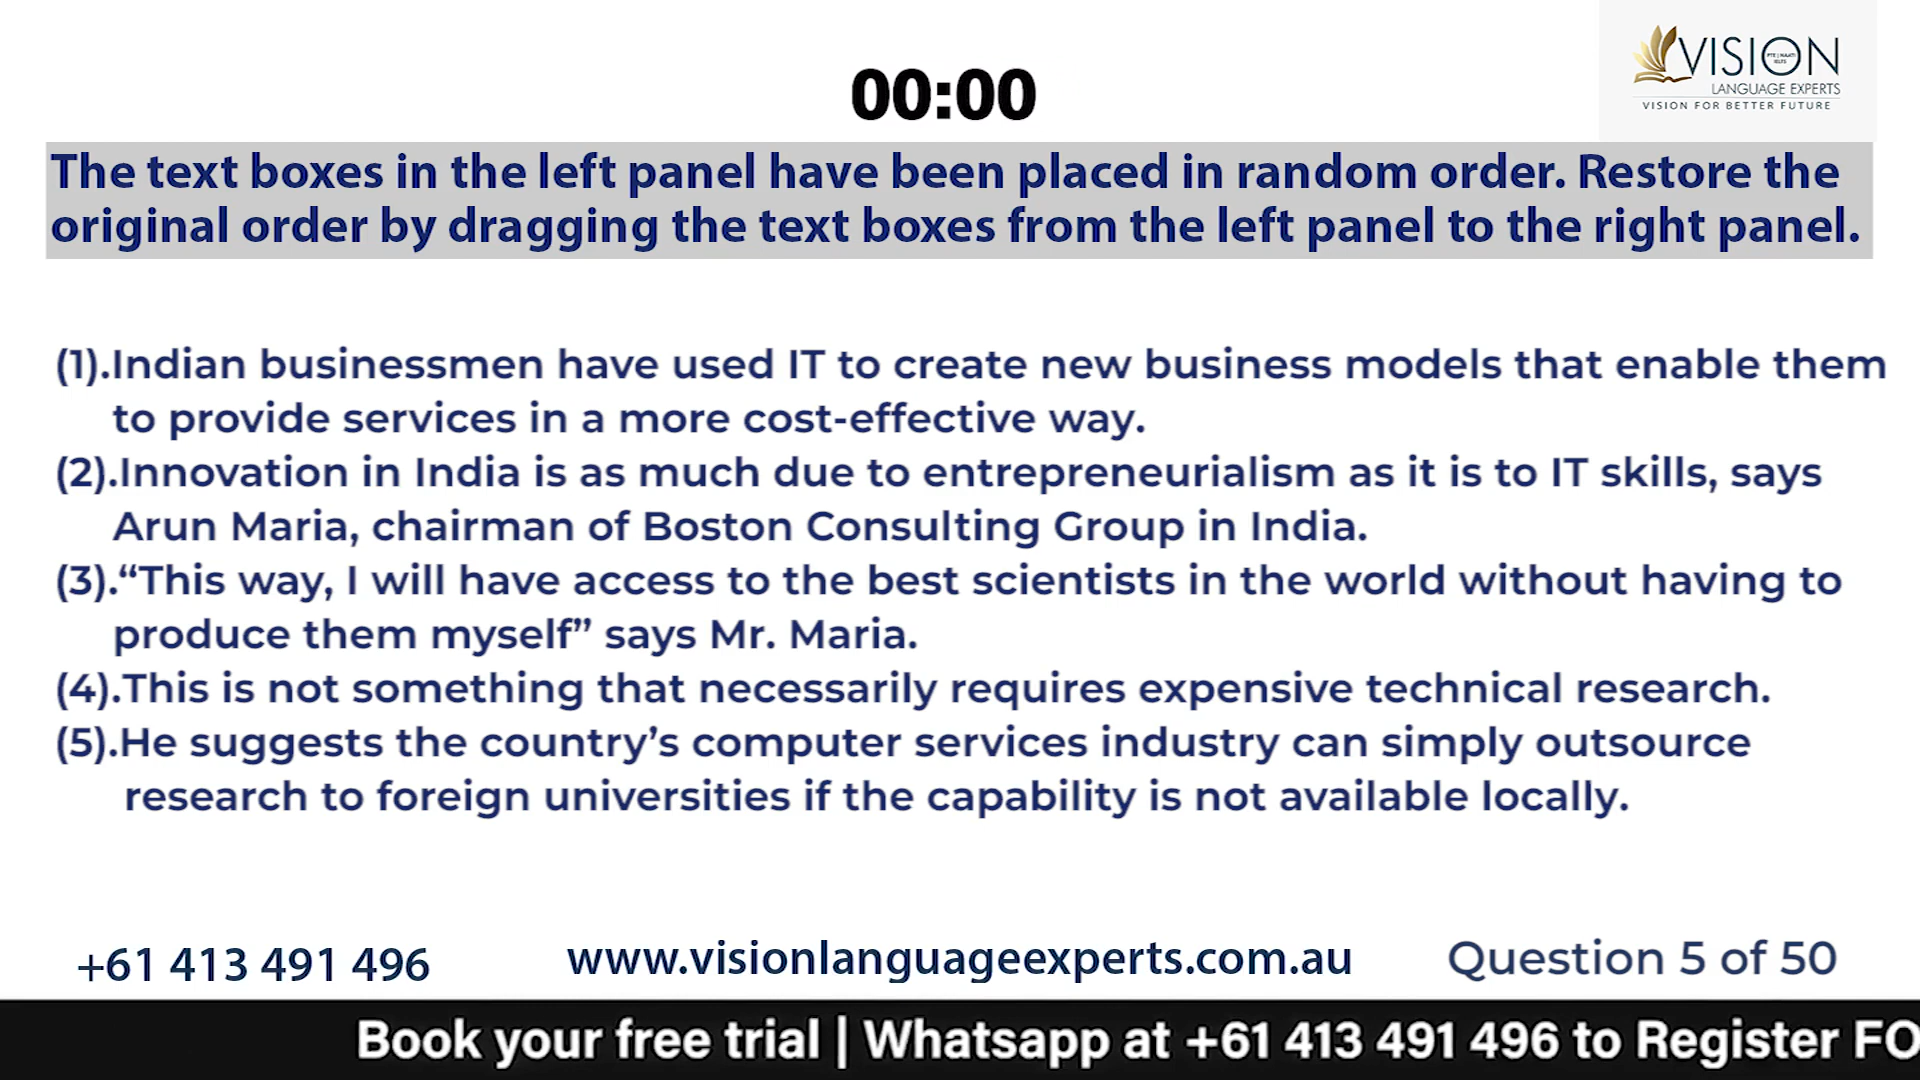 VISION
PTE | NAATI
IELTS
LANGUAGE EXPERTS
VISION FOR BETTER FUTURE
00:00
The text boxes in the left panel have been placed in random order. Restore the
original order by dragging the text boxes from the left panel to the right panel.
(1).Indian businessmen have used IT to create new business models that enable them
to provide services in a more cost-effective way.
(2).Innovation in India is as much due to entrepreneurialism as it is to IT skills, says
Arun Maria, chairman of Boston Consulting Group in India.
(3).“This way, I will have access to the best scientists in the world without having to
produce them myself” says Mr. Maria.
(4).This is not something that necessarily requires expensive technical research.
(5).He suggests the country’s computer services industry can simply outsource
research to foreign universities if the capability is not available locally.
+61 413 491 496
www.visionlanguageexperts.com.au
Question 5 of 50
Book your free trial | Whatsapp at +61 413 491 496 to Register FO